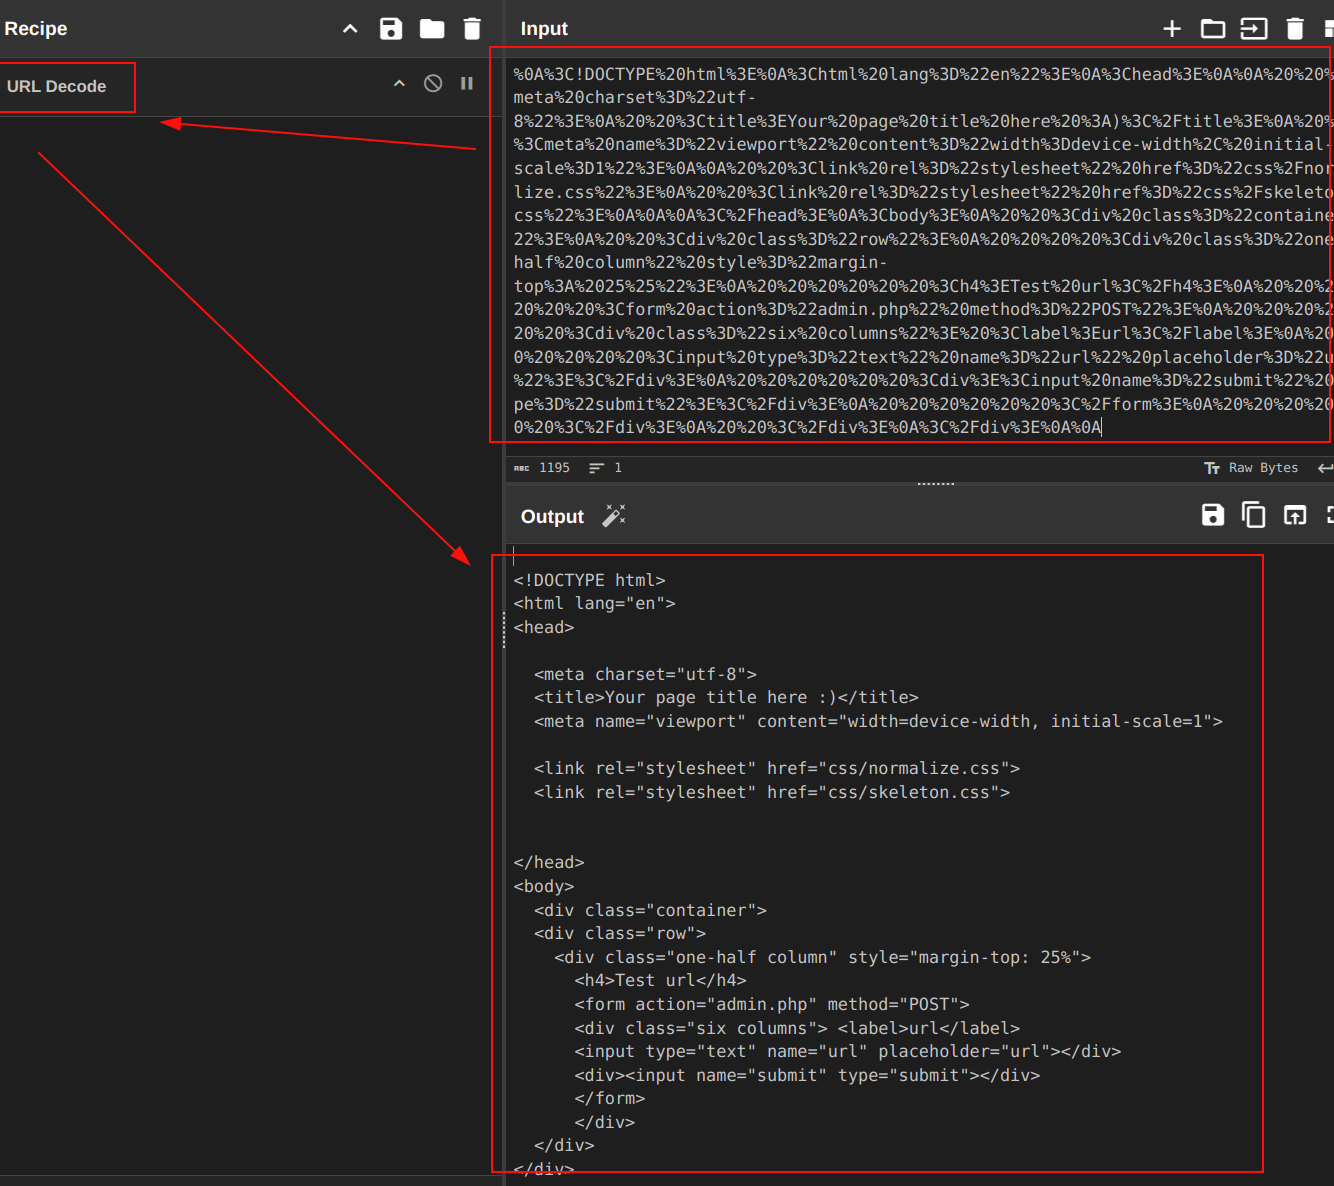 Recipe
URL Decode
Input
%0A%3C!DOCTYPE%20html%3E%0A%3Chtml%20lang%3D%22en%22%3E%0A%3Chead%3E%0A%0A%20%20%
meta%20charset%3D%22utf-
8%22%3E%0A%20%20%3Ctitle%3EYour%20page%20title%20here%20%3A)%3C%2Ftitle%3E%0A%20%
%3Cmeta%20name%3D%22viewport%22%20content%3D%22width%3Ddevice-width%2C%20initial-
scale%3D1%22%3E%0A%0A%20%20%3Clink%20rel%3D%22stylesheet%22%20href%3D%22css%2Fnor
lize.css%22%3E%0A%20%20%3Clink%20rel%3D%22stylesheet%22%20href%3D%22css%2Fskeleto
css%22%3E%0A%0A%0A%3C%2Fhead%3E%0A%3Cbody%3E%0A%20%20%3Cdiv%20class%3D%22containe
22%3E%0A%20%20%3Cdiv%20class%3D%22row%22%3E%0A%20%20%20%20%3Cdiv%20class%3D%22one
half%20column%22%20style%3D%22margin-
top%3A%2025%25%22%3E%0A%20%20%20%20%20%20%3Ch4%3ETest%20url%3C%2Fh4%3E%0A%20%20%2
20%20%20%3Cform%20action%3D%22admin.php%22%20method%3D%22POST%22%3E%0A%20%20%20%2
20%20%3Cdiv%20class%3D%22six%20columns%22%3E%20%3Clabel%3Eurl%3C%2Flabel%3E%0A%20
0%20%20%20%20%3Cinput%20type%3D%22text%22%20name%3D%22url%22%20placeholder%3D%22u
%22%3E%3C%2Fdiv%3E%0A%20%20%20%20%20%20%3Cdiv%3E%3Cinput%20name%3D%22submit%22%20
pe%3D%22submit%22%3E%3C%2Fdiv%3E%0A%20%20%20%20%20%20%3C%2Fform%3E%0A%20%20%20%20
0%20%3C%2Fdiv%3E%0A%20%20%3C%2Fdiv%3E%0A%3C%2Fdiv%3E%0A%0A
ABC 1195 1 Tт Raw Bytes
Output
<!DOCTYPE html>
<html lang="en">
<head>
<meta charset="utf-8">
<title>Your page title here :)</title>
<meta name="viewport" content="width=device-width, initial-scale=1">
<link rel="stylesheet" href="css/normalize.css">
<link rel="stylesheet" href="css/skeleton.css">
</head>
<body>
<div class="container">
<div class="row">
<div class="one-half column" style="margin-top: 25%">
<h4>Test url</h4>
<form action="admin.php" method="POST">
<div class="six columns"> <label>url</label>
<input type="text" name="url" placeholder="url"></div>
<div><input name="submit" type="submit"></div>
</form>
</div>
</div>
</div>